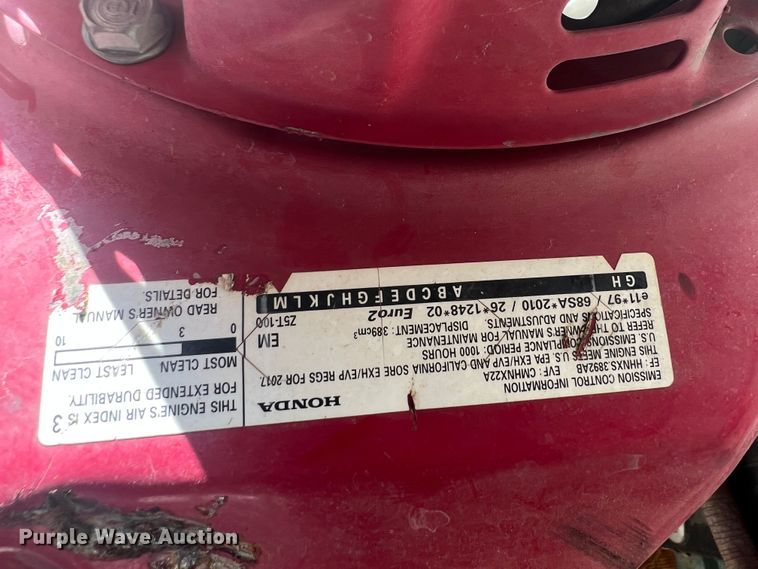 EMISSION CONTROL INFORMATION
HONDA
EF: HHNXS.3892AB
EVF: CMHNX22A
THIS ENGINE MEETS U.S. EPA EXH/EVP AND CALIFORNIA SORE EXH/EVP REGS FOR 2017.
U.S. EMISSIONS COMPLIANCE PERIOD: 1000 HOURS
REFER TO THE OWNER'S MANUAL FOR MAINTENANCE
SPECIFICATIONS AND ADJUSTMENTS. DISPLACEMENT: 389cm³
EM
e11*97 68SA*2010 / 26*1248*02 Euro2
Z5T-100
GH A B C D E F G H J K L M
THIS ENGINE'S AIR INDEX IS 3
FOR EXTENDED DURABILITY.
MOST CLEAN LEAST CLEAN
0 3 10
READ OWNER'S MANUAL
FOR DETAILS.
Purple Wave Auction